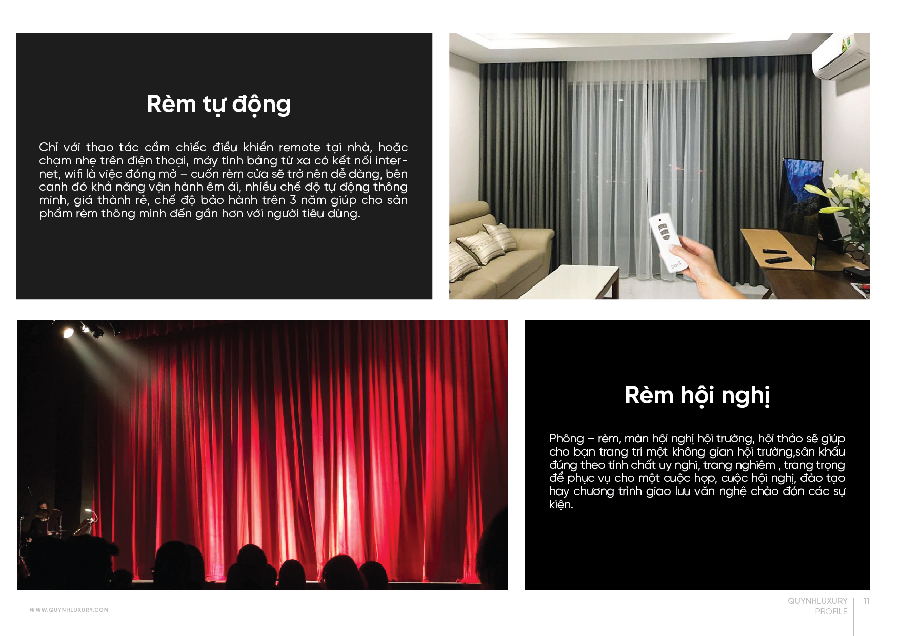 Rèm tự động
Chỉ với thao tác cầm chiếc điều khiển remote tại nhà, hoặc
chạm nhẹ trên điện thoại, máy tính bảng từ xa có kết nối inter-
net, wifi là việc đóng mở – cuốn rèm cửa sẽ trở nên dễ dàng, bên
cạnh đó khả năng vận hành êm ái, nhiều chế độ tự động thông
minh, giá thành rẻ, chế độ bảo hành trên 3 năm giúp cho sản
phẩm rèm thông minh đến gần hơn với người tiêu dùng.
Rèm hội nghị
Phông – rèm, màn hội nghị hội trường, hội thảo sẽ giúp
cho bạn trang trí một không gian hội trường,sân khấu
đúng theo tính chất uy nghi, trang nghiêm , trang trọng
để phục vụ cho một cuộc họp, cuộc hội nghị, đào tạo
hay chương trình giao lưu văn nghệ chào đón các sự
kiện.
WWW.QUYNHLUXURY.COM
QUYNHLUXURY
PROFILE
11